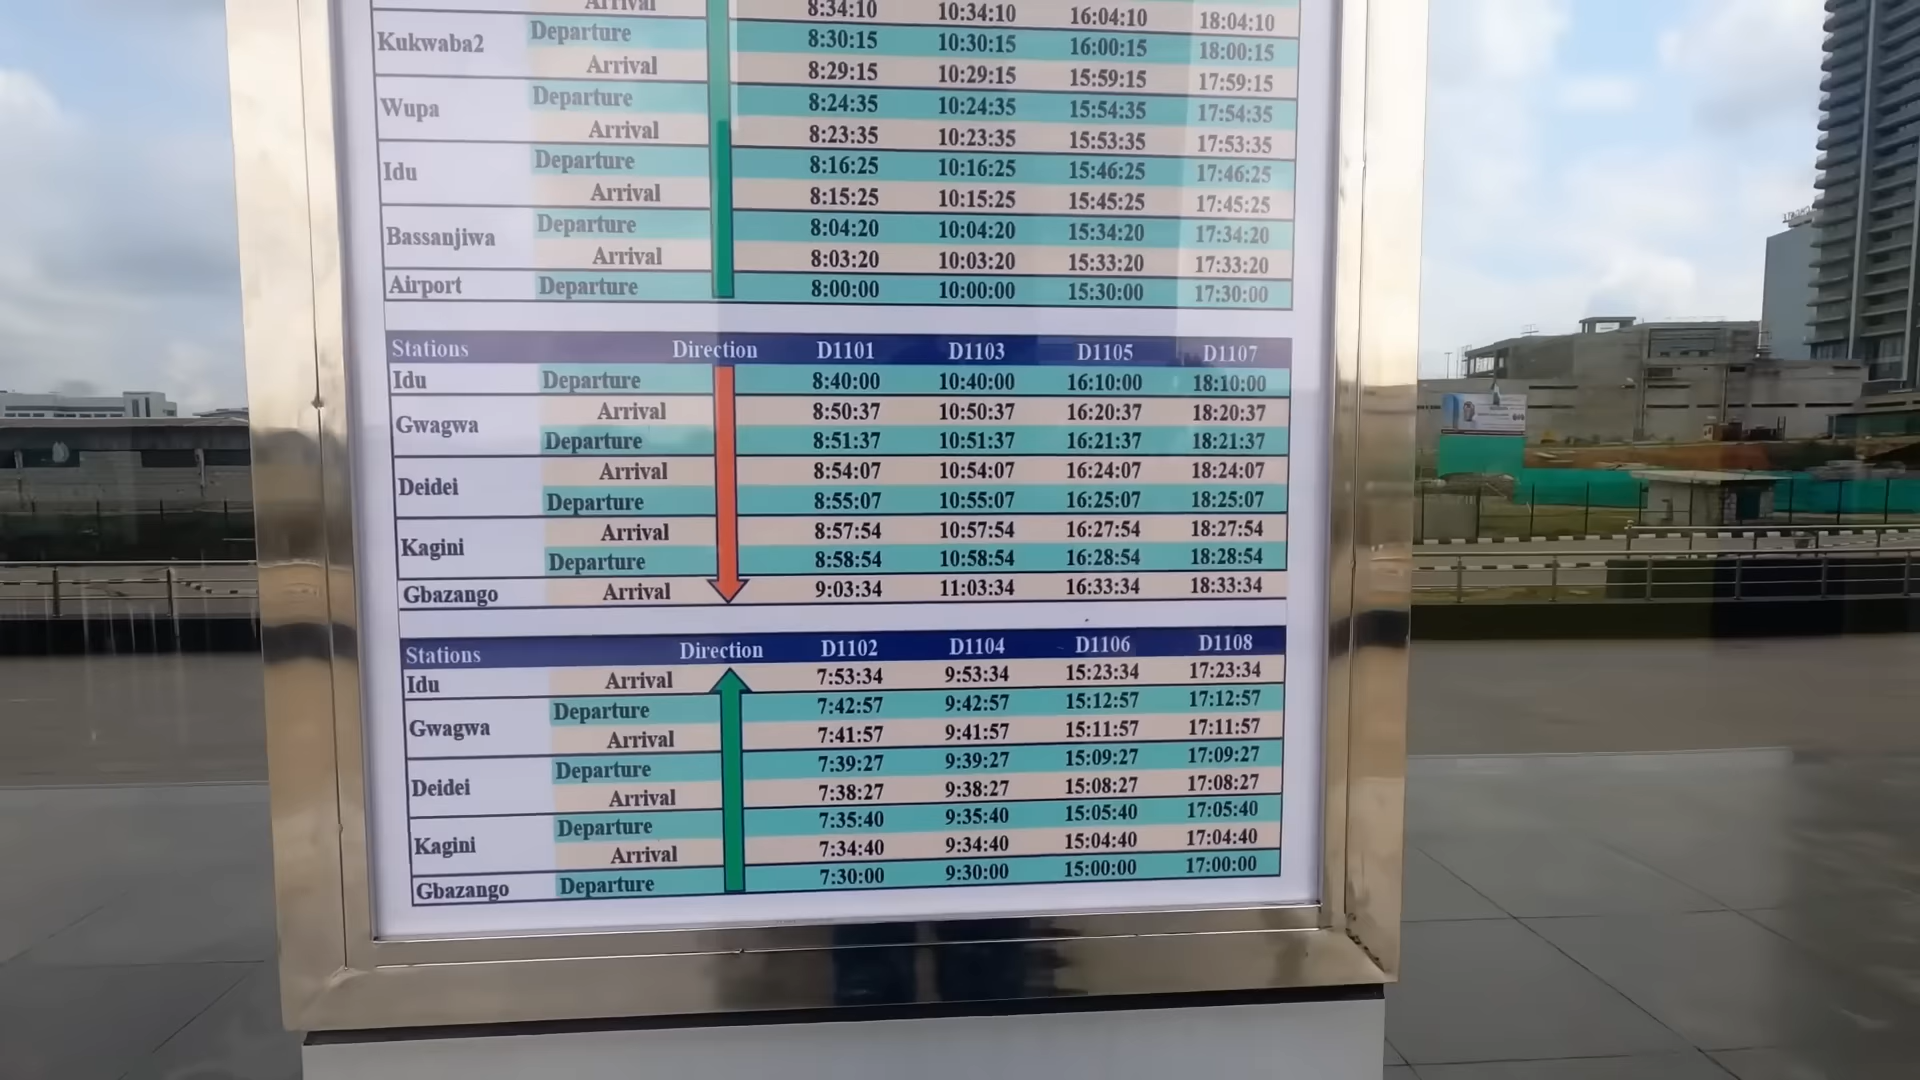 Arrival 8:34:10 10:34:10 16:04:10 18:04:10
Kukwaba2 Departure 8:30:15 10:30:15 16:00:15 18:00:15
Arrival 8:29:15 10:29:15 15:59:15 17:59:15
Wupa Departure 8:24:35 10:24:35 15:54:35 17:54:35
Arrival 8:23:35 10:23:35 15:53:35 17:53:35
Idu Departure 8:16:25 10:16:25 15:46:25 17:46:25
Arrival 8:15:25 10:15:25 15:45:25 17:45:25
Bassanjiwa Departure 8:04:20 10:04:20 15:34:20 17:34:20
Arrival 8:03:20 10:03:20 15:33:20 17:33:20
Airport Departure 8:00:00 10:00:00 15:30:00 17:30:00
Stations Direction D1101 D1103 D1105 D1107
Idu Departure 8:40:00 10:40:00 16:10:00 18:10:00
Gwagwa Arrival 8:50:37 10:50:37 16:20:37 18:20:37
Departure 8:51:37 10:51:37 16:21:37 18:21:37
Deidei Arrival 8:54:07 10:54:07 16:24:07 18:24:07
Departure 8:55:07 10:55:07 16:25:07 18:25:07
Kagini Arrival 8:57:54 10:57:54 16:27:54 18:27:54
Departure 8:58:54 10:58:54 16:28:54 18:28:54
Gbazango Arrival 9:03:34 11:03:34 16:33:34 18:33:34
Stations Direction D1102 D1104 D1106 D1108
Idu Arrival 7:53:34 9:53:34 15:23:34 17:23:34
Gwagwa Departure 7:42:57 9:42:57 15:12:57 17:12:57
Arrival 7:41:57 9:41:57 15:11:57 17:11:57
Deidei Departure 7:39:27 9:39:27 15:09:27 17:09:27
Arrival 7:38:27 9:38:27 15:08:27 17:08:27
Kagini Departure 7:35:40 9:35:40 15:05:40 17:05:40
Arrival 7:34:40 9:34:40 15:04:40 17:04:40
Gbazango Departure 7:30:00 9:30:00 15:00:00 17:00:00